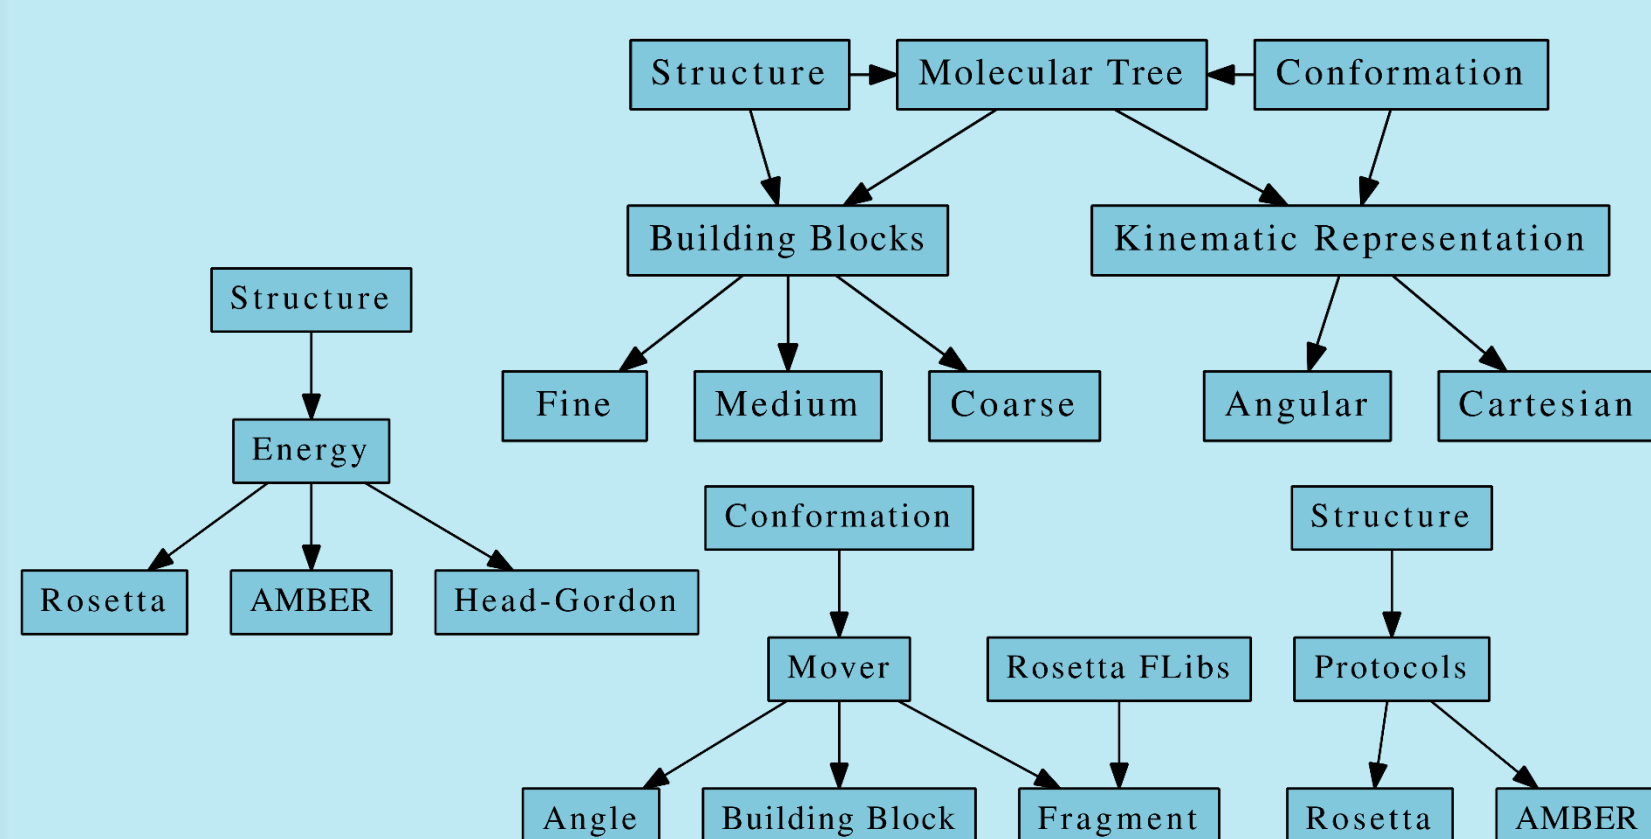 Structure
Molecular Tree
Conformation
Building Blocks
Kinematic Representation
Fine
Medium
Coarse
Angular
Cartesian
Structure
Energy
Rosetta
AMBER
Head-Gordon
Conformation
Mover
Rosetta FLibs
Angle
Building Block
Fragment
Structure
Protocols
Rosetta
AMBER